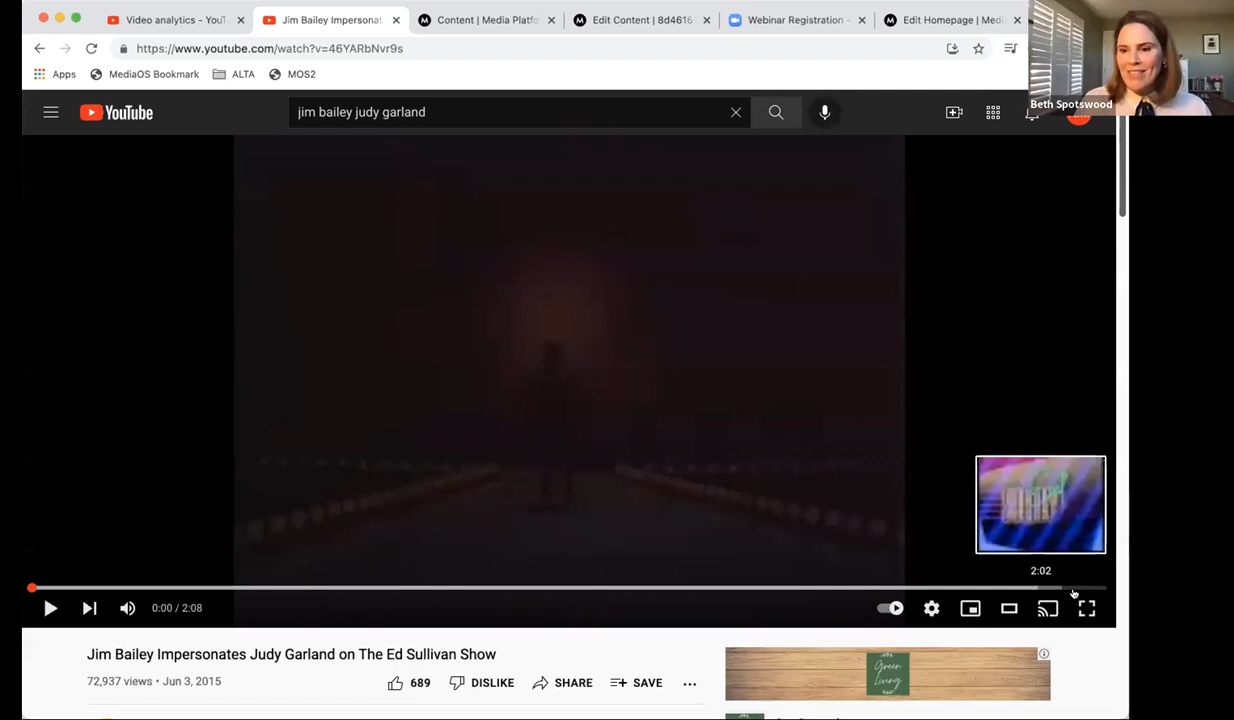 Video analytics - YouT
Jim Bailey Impersonat
Content | Media Platfo
Edit Content | 8d4616
Webinar Registration -
Edit Homepage | Med
https://www.youtube.com/watch?v=46YARbNvr9s
Apps
MediaOS Bookmark
ALTA
MOS2
Beth Spotswood
YouTube
jim bailey judy garland
2:02
0:00 / 2:08
Jim Bailey Impersonates Judy Garland on The Ed Sullivan Show
72,937 views • Jun 3, 2015
689
DISLIKE
SHARE
SAVE
Green
Living